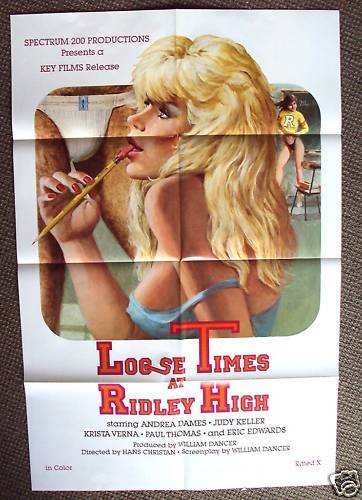 SPECTRUM 200 PRODUCTIONS
Presents a
KEY FILMS Release
R
LOOSE TIMES
AT
RIDLEY HIGH
starring ANDREA DAMES · JUDY KELLER ·
KRISTA VERNA · PAUL THOMAS · and ERIC EDWARDS
Produced by WILLIAM DANCER
Directed by HANS CHRISTAN · Screenplay by WILLIAM DANCER
in Color
Rated X